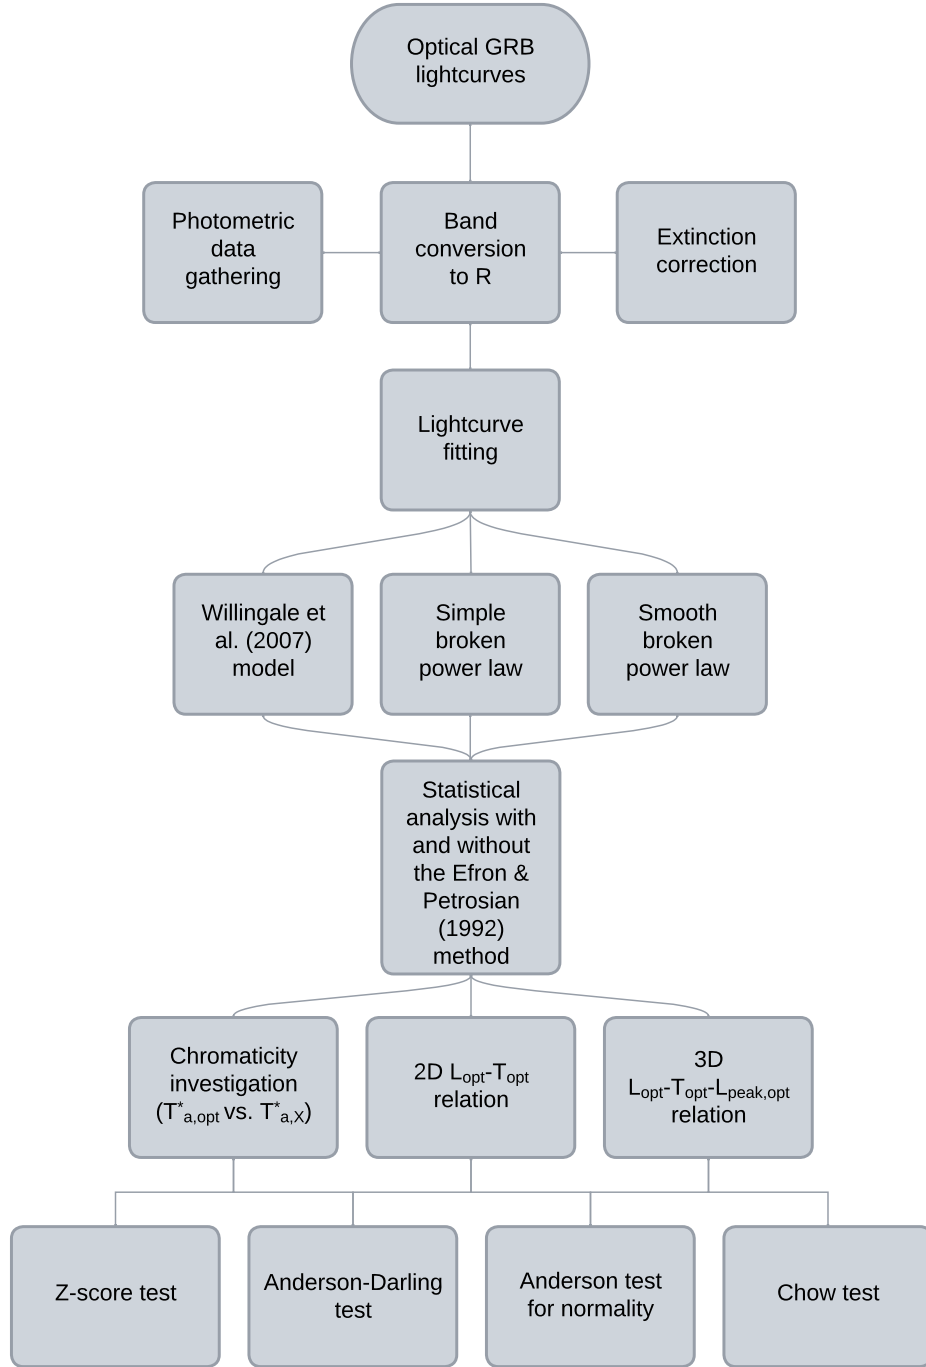 Optical GRB
lightcurves
Photometric
data
gathering
Band
conversion
to R
Extinction
correction
Lightcurve
fitting
Willingale et
al. (2007)
model
Simple
broken
power law
Smooth
broken
power law
Statistical
analysis with
and without
the Efron &
Petrosian
(1992)
method
Chromaticity
investigation
(T*a,opt vs. T*a,X)
2D Lopt-Topt
relation
3D
Lopt-Topt-Lpeak,opt
relation
Z-score test
Anderson-Darling
test
Anderson test
for normality
Chow test